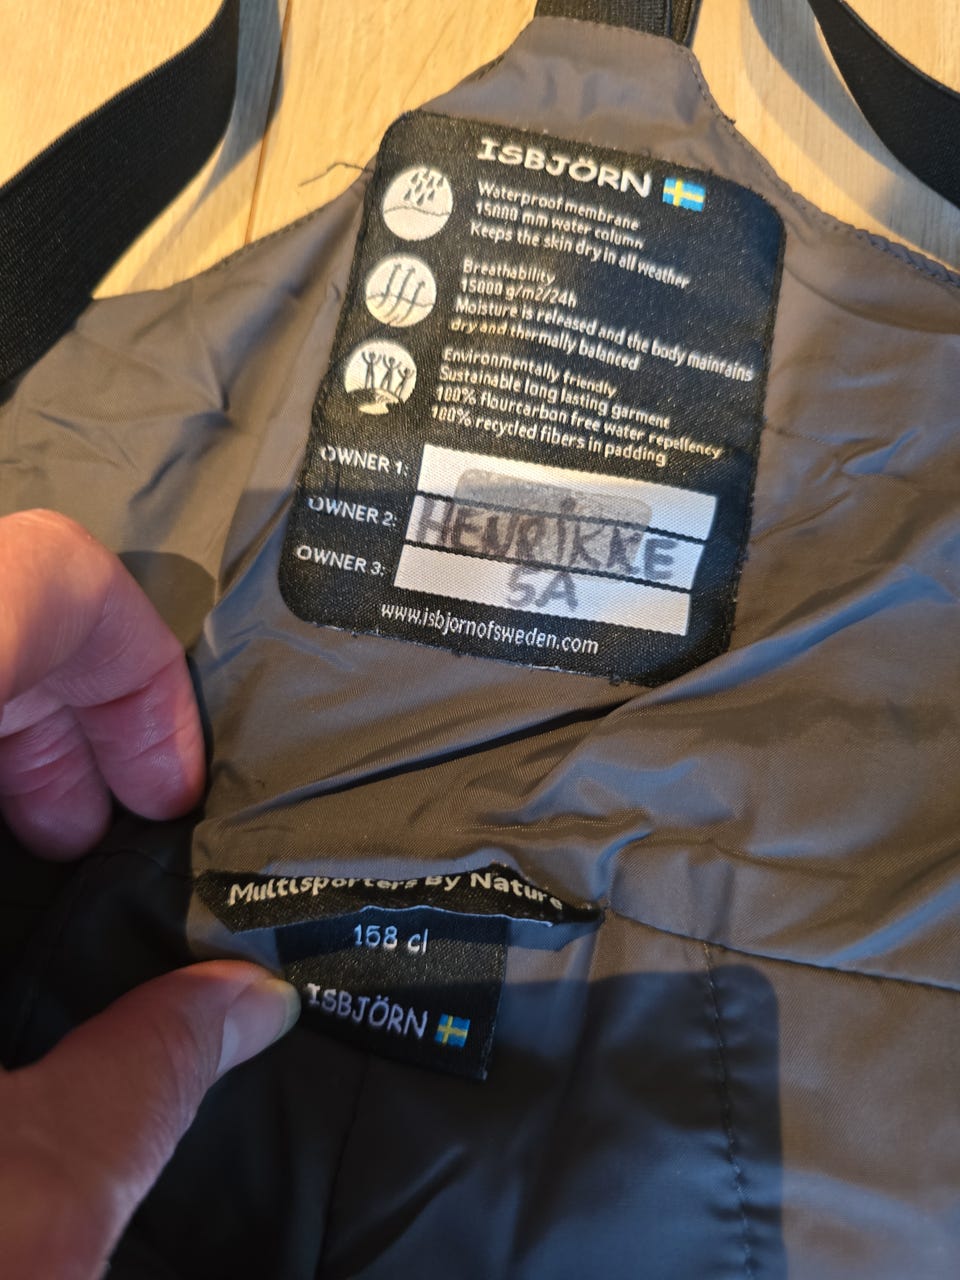 ISBJÖRN
Waterproof membrane
15000 mm water column
Keeps the skin dry in all weather
Breathability
15000 g/m2/24h
Moisture is released and the body maintains
dry and thermally balanced
Environmentally friendly
Sustainable long lasting garment
100% flourcarbon free water repellency
100% recycled fibers in padding
OWNER 1:
OWNER 2:
HENRIKKE
OWNER 3:
SA
www.isbjornofsweden.com
Multisporters By Nature
158 cl
ISBJÖRN